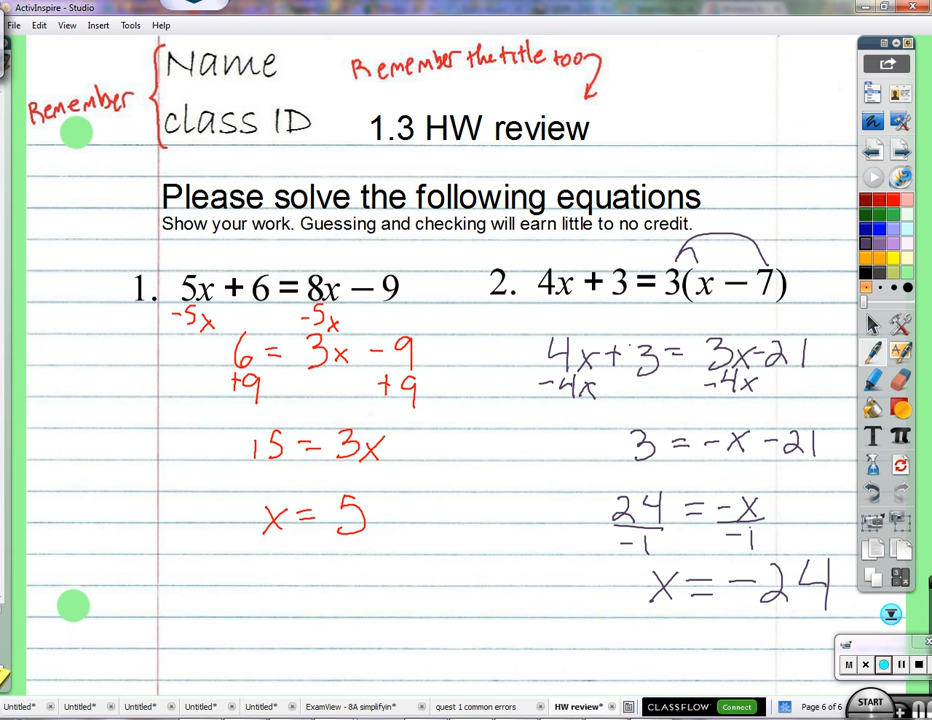 ActivInspire - Studio
File Edit View Insert Tools Help
Name
Remember the title too
Remember
class ID
1.3 HW review
Please solve the following equations
Show your work. Guessing and checking will earn little to no credit.
1. 5x + 6 = 8x − 9
-5x -5x
6 = 3x - 9
+9 +9
15 = 3x
x = 5
2. 4x + 3 = 3(x − 7)
4x + 3 = 3x - 21
-4x -4x
3 = -x - 21
24 = -x
-1 -1
x = -24
T π
M
Untitled* Untitled* Untitled* Untitled* Untitled* ExamView - 8A simplifyin* quest 1 common errors HW review* CLASSFLOW Connect Page 6 of 6 START